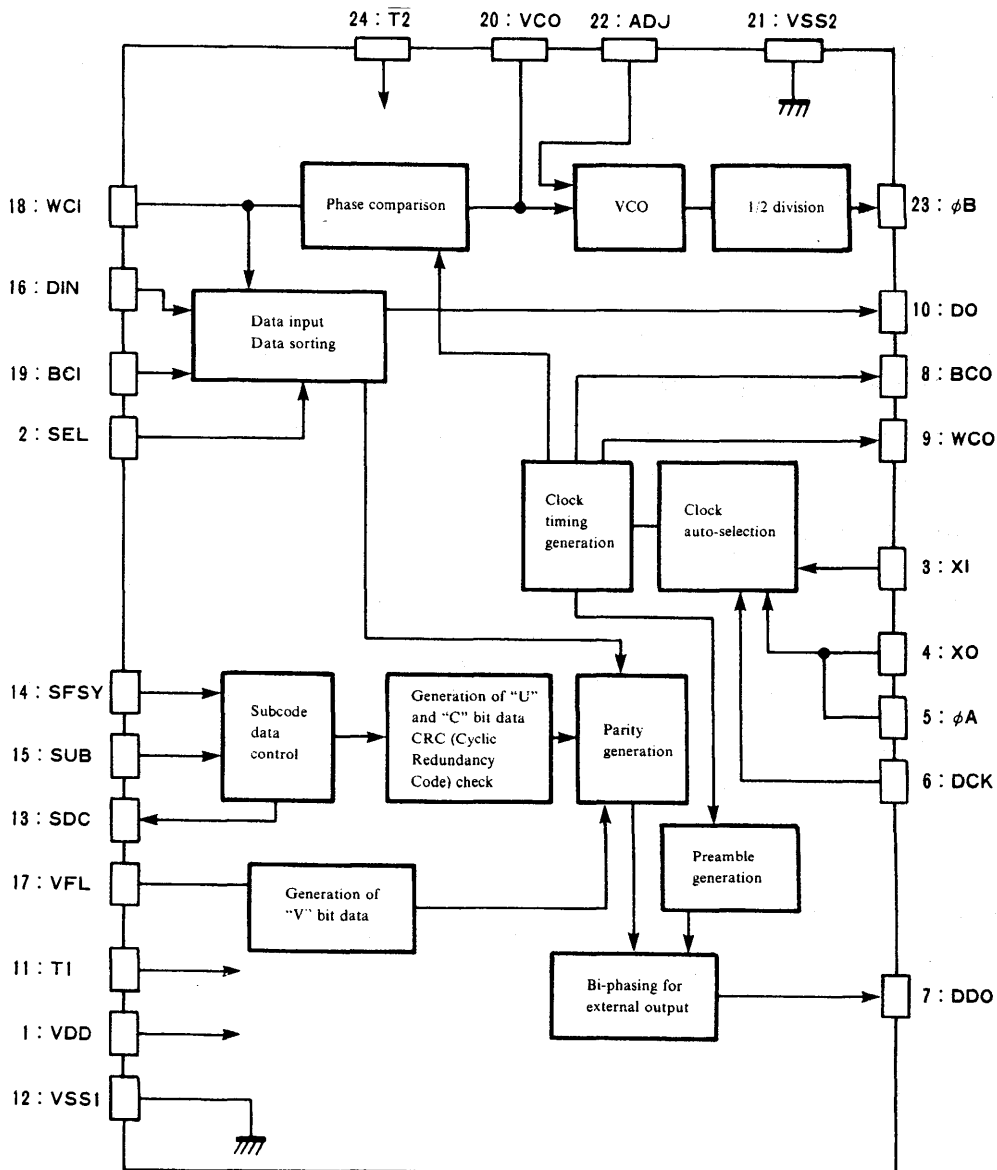 24 : T̅2̅
20 : VCO
22 : ADJ
21 : VSS2
18 : WCI
Phase comparison
VCO
1/2 division
23 : φB
16 : DIN
Data input
Data sorting
10 : DO
19 : BCI
8 : BCO
2 : SEL
9 : WCO
Clock
timing
generation
Clock
auto-selection
3 : XI
4 : XO
14 : SFSY
Subcode
data
control
Generation of "U"
and "C" bit data
CRC (Cyclic
Redundancy
Code) check
Parity
generation
5 : φA
15 : SUB
6 : DCK
13 : SDC
Preamble
generation
17 : VFL
Generation of
"V" bit data
11 : T1
Bi-phasing for
external output
7 : DDO
1 : VDD
12 : VSS1